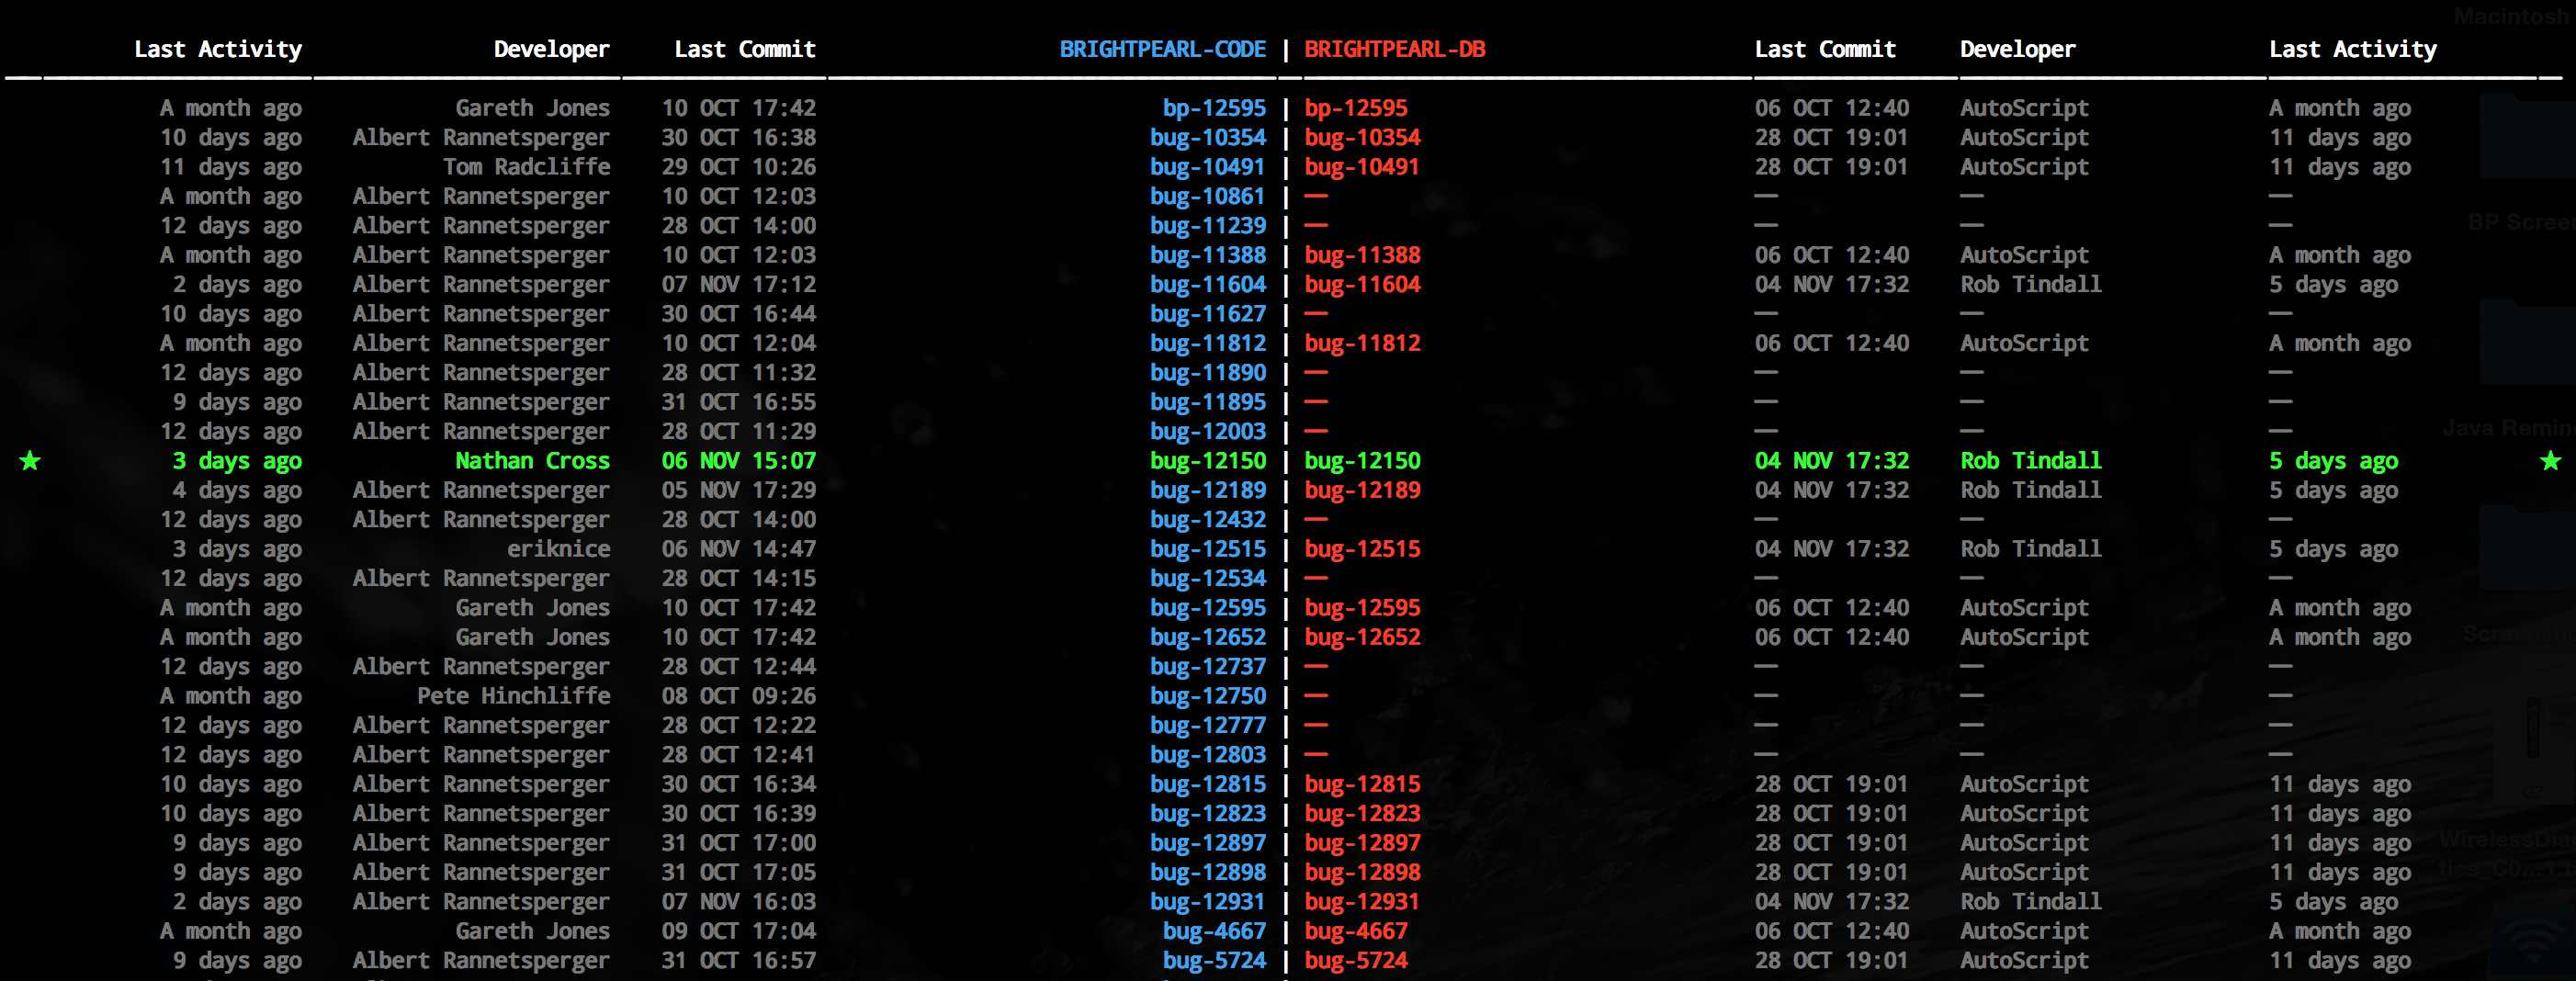 Macintosh
Last Activity Developer Last Commit BRIGHTPEARL-CODE | BRIGHTPEARL-DB Last Commit Developer Last Activity
A month ago Gareth Jones 10 OCT 17:42 bp-12595 | bp-12595 06 OCT 12:40 AutoScript A month ago
10 days ago Albert Rannetsperger 30 OCT 16:38 bug-10354 | bug-10354 28 OCT 19:01 AutoScript 11 days ago
11 days ago Tom Radcliffe 29 OCT 10:26 bug-10491 | bug-10491 28 OCT 19:01 AutoScript 11 days ago
A month ago Albert Rannetsperger 10 OCT 12:03 bug-10861 | — — — —
BP Screen
12 days ago Albert Rannetsperger 28 OCT 14:00 bug-11239 | — — — —
A month ago Albert Rannetsperger 10 OCT 12:03 bug-11388 | bug-11388 06 OCT 12:40 AutoScript A month ago
2 days ago Albert Rannetsperger 07 NOV 17:12 bug-11604 | bug-11604 04 NOV 17:32 Rob Tindall 5 days ago
10 days ago Albert Rannetsperger 30 OCT 16:44 bug-11627 | — — — —
A month ago Albert Rannetsperger 10 OCT 12:04 bug-11812 | bug-11812 06 OCT 12:40 AutoScript A month ago
12 days ago Albert Rannetsperger 28 OCT 11:32 bug-11890 | — — — —
9 days ago Albert Rannetsperger 31 OCT 16:55 bug-11895 | — — — —
12 days ago Albert Rannetsperger 28 OCT 11:29 bug-12003 | — — — —
Java Remin
★ 3 days ago Nathan Cross 06 NOV 15:07 bug-12150 | bug-12150 04 NOV 17:32 Rob Tindall 5 days ago ★
4 days ago Albert Rannetsperger 05 NOV 17:29 bug-12189 | bug-12189 04 NOV 17:32 Rob Tindall 5 days ago
12 days ago Albert Rannetsperger 28 OCT 14:00 bug-12432 | — — — —
3 days ago eriknice 06 NOV 14:47 bug-12515 | bug-12515 04 NOV 17:32 Rob Tindall 5 days ago
12 days ago Albert Rannetsperger 28 OCT 14:15 bug-12534 | — — — —
A month ago Gareth Jones 10 OCT 17:42 bug-12595 | bug-12595 06 OCT 12:40 AutoScript A month ago
A month ago Gareth Jones 10 OCT 17:42 bug-12652 | bug-12652 06 OCT 12:40 AutoScript A month ago
12 days ago Albert Rannetsperger 28 OCT 12:44 bug-12737 | — — — —
A month ago Pete Hinchliffe 08 OCT 09:26 bug-12750 | — — — —
12 days ago Albert Rannetsperger 28 OCT 12:22 bug-12777 | — — — —
12 days ago Albert Rannetsperger 28 OCT 12:41 bug-12803 | — — — —
10 days ago Albert Rannetsperger 30 OCT 16:34 bug-12815 | bug-12815 28 OCT 19:01 AutoScript 11 days ago
10 days ago Albert Rannetsperger 30 OCT 16:39 bug-12823 | bug-12823 28 OCT 19:01 AutoScript 11 days ago
9 days ago Albert Rannetsperger 31 OCT 17:00 bug-12897 | bug-12897 28 OCT 19:01 AutoScript 11 days ago
9 days ago Albert Rannetsperger 31 OCT 17:05 bug-12898 | bug-12898 28 OCT 19:01 AutoScript 11 days ago
2 days ago Albert Rannetsperger 07 NOV 16:03 bug-12931 | bug-12931 04 NOV 17:32 Rob Tindall 5 days ago
A month ago Gareth Jones 09 OCT 17:04 bug-4667 | bug-4667 06 OCT 12:40 AutoScript A month ago
9 days ago Albert Rannetsperger 31 OCT 16:57 bug-5724 | bug-5724 28 OCT 19:01 AutoScript 11 days ago